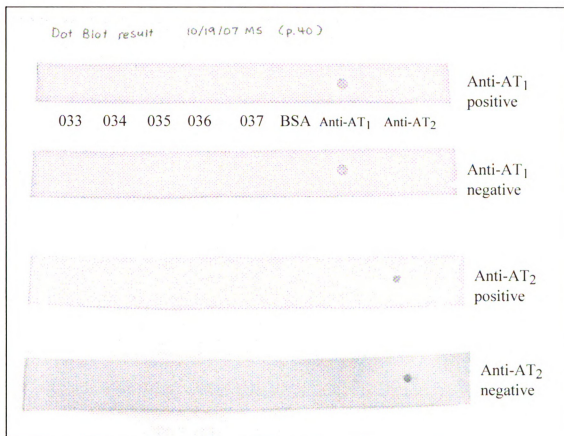 Dot Blot result 10/19/07 MS (p.40)
Anti-AT₁
positive
033 034 035 036 037 BSA Anti-AT₁ Anti-AT₂
Anti-AT₁
negative
Anti-AT₂
positive
Anti-AT₂
negative